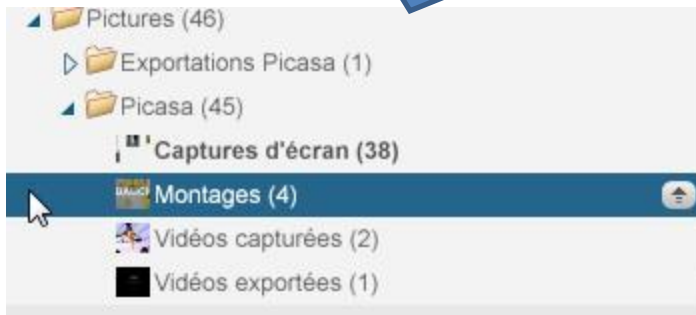 Pictures (46)
Exportations Picasa (1)
Picasa (45)
Captures d'écran (38)
Montages (4)
Vidéos capturées (2)
Vidéos exportées (1)